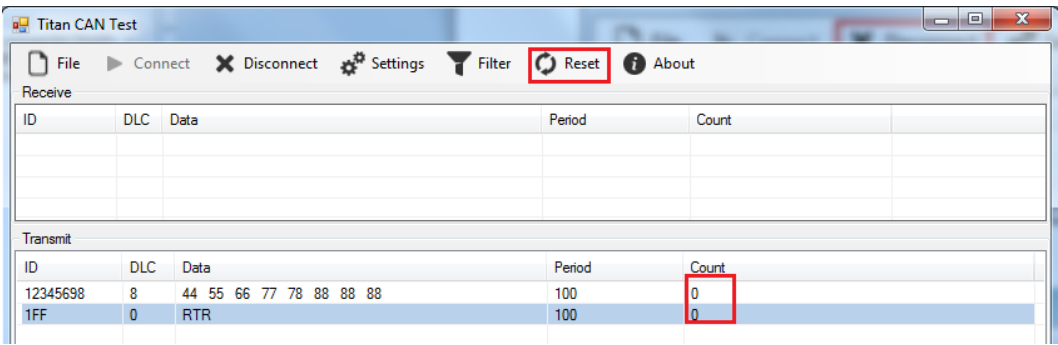 Titan CAN Test
File Connect Disconnect Settings Filter Reset About
Receive
ID DLC Data Period Count
Transmit
ID DLC Data Period Count
12345698 8 44 55 66 77 78 88 88 88 100 0
1FF 0 RTR 100 0